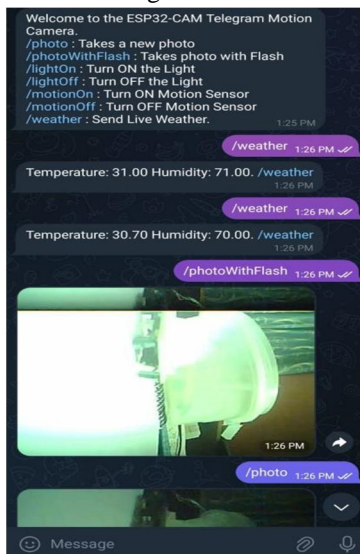 Welcome to the ESP32-CAM Telegram Motion
Camera.
/photo : Takes a new photo
/photoWithFlash : Takes photo with Flash
/lightOn : Turn ON the Light
/lightOff : Turn OFF the Light
/motionOn : Turn ON Motion Sensor
/motionOff : Turn OFF Motion Sensor
/weather : Send Live Weather.
1:25 PM
/weather 1:26 PM
Temperature: 31.00 Humidity: 71.00. /weather
1:26 PM
/weather 1:26 PM
Temperature: 30.70 Humidity: 70.00. /weather
1:26 PM
/photoWithFlash 1:26 PM
1:26 PM
/photo 1:26 PM
Message